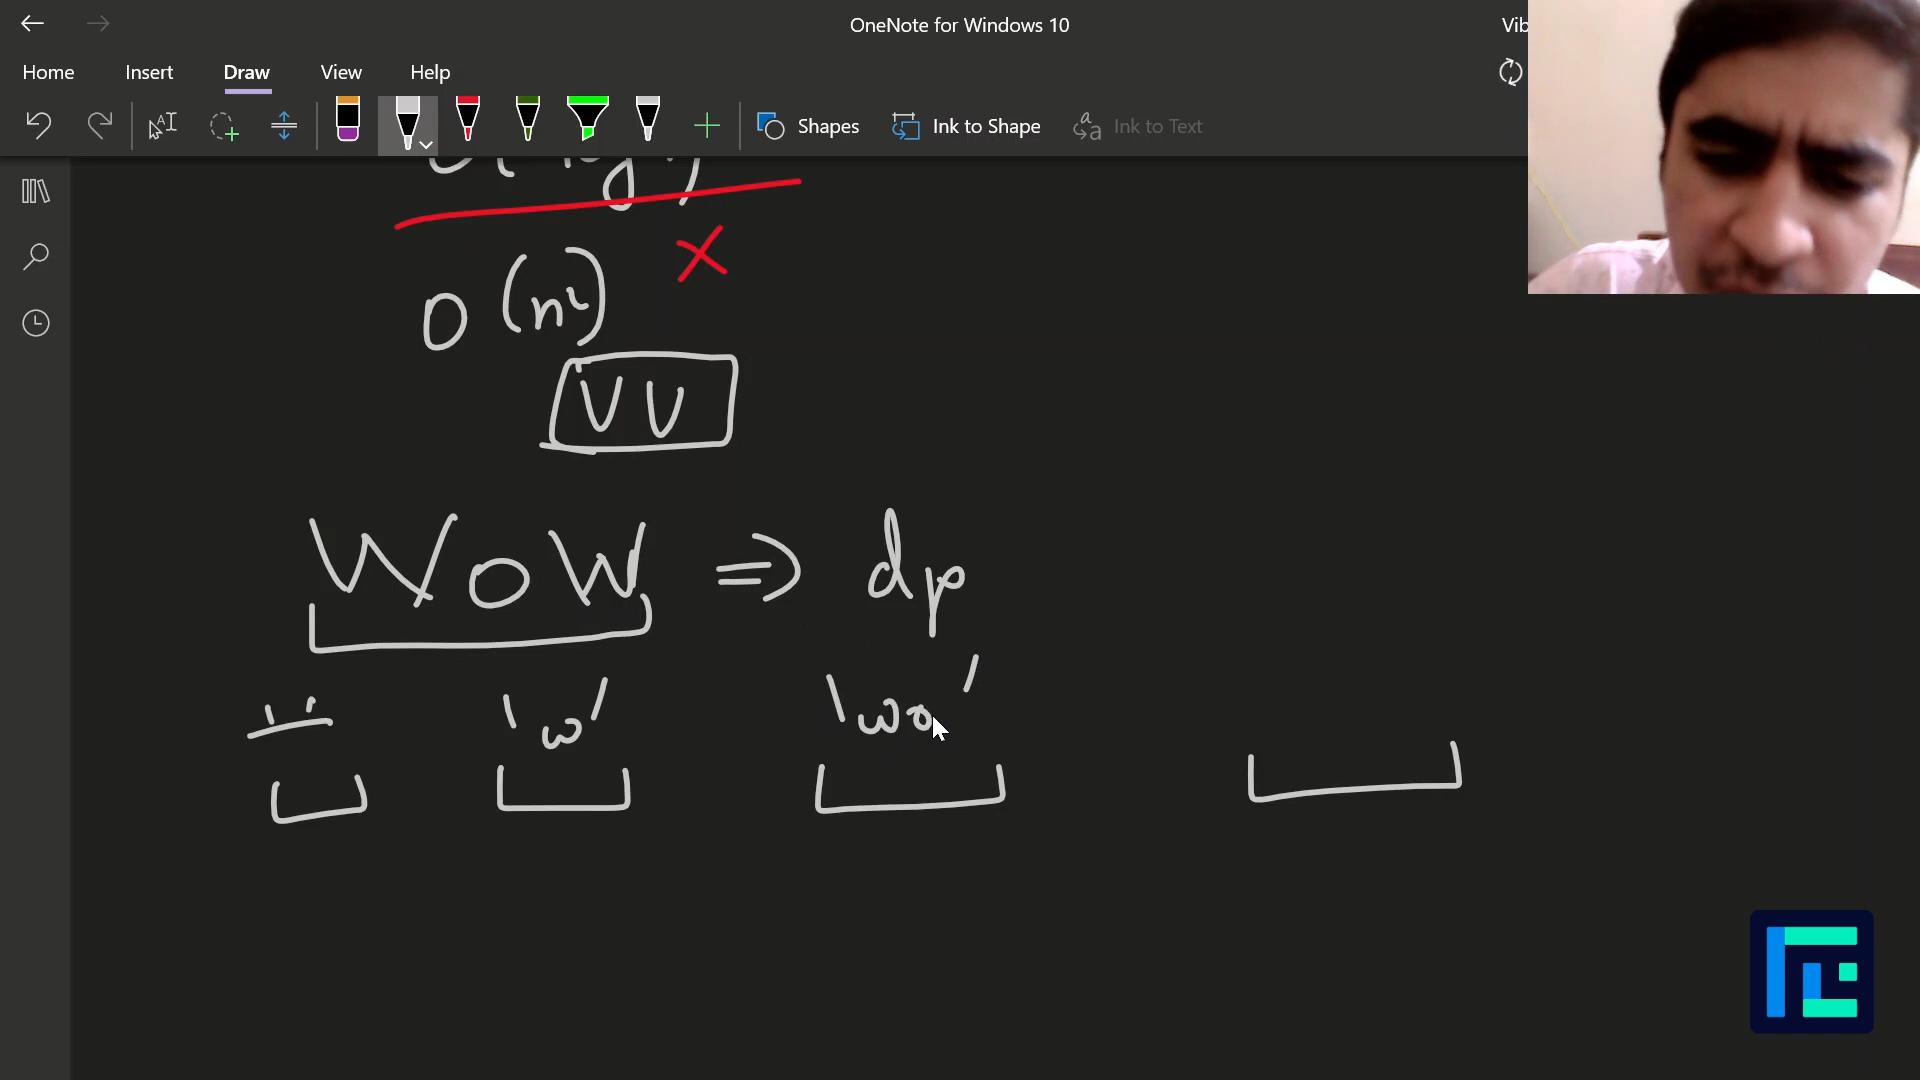 OneNote for Windows 10
Vib
Home Insert Draw View Help
Shapes Ink to Shape Ink to Text
O (n²)
VV
WoW => dp
'' 'w' 'wo'